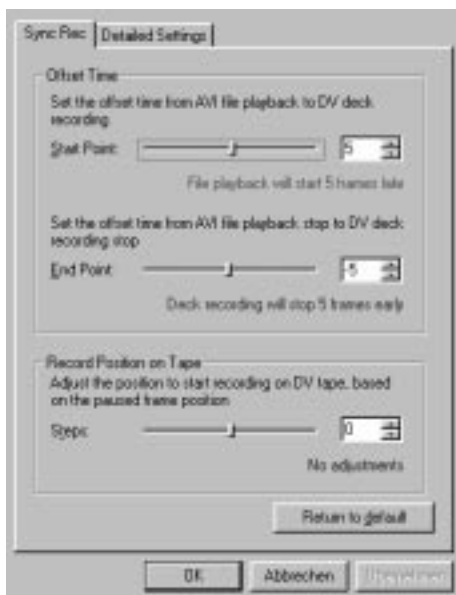 Sync Rec Detailed Settings
Offset Time
Set the offset time from AVI file playback to DV deck
recording
Start Point: 5
File playback will start 5 frames late
Set the offset time from AVI file playback stop to DV deck
recording stop
End Point: -5
Deck recording will stop 5 frames early
Record Position on Tape
Adjust the position to start recording on DV tape, based
on the paused frame position
Steps: 0
No adjustments
Return to default
OK Abbrechen Übernehmen